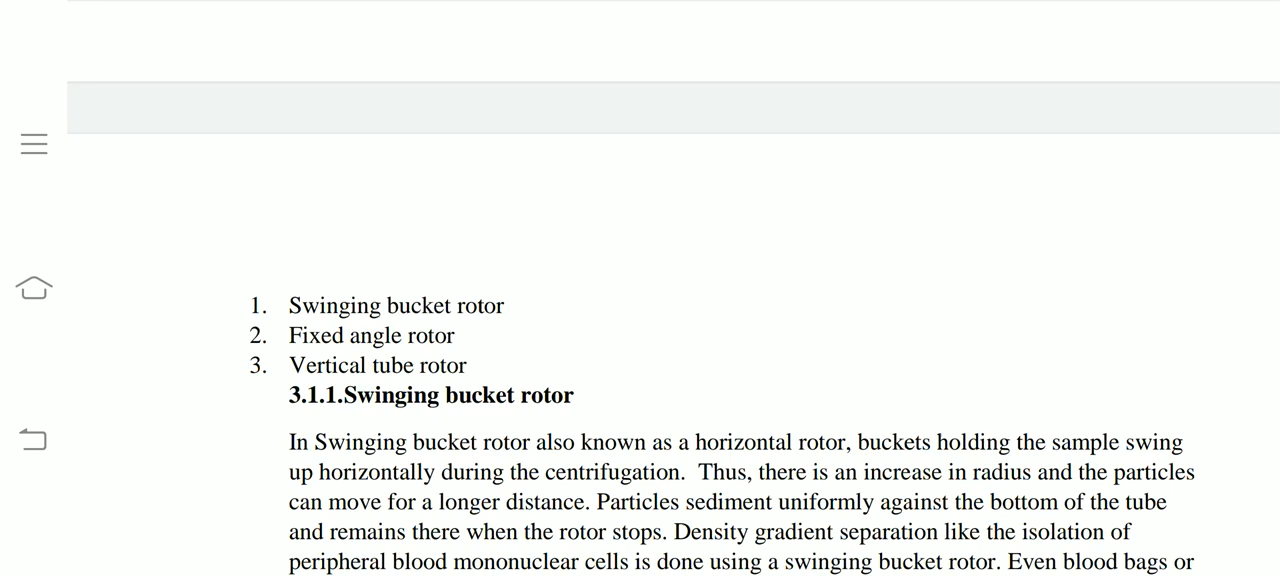 1. Swinging bucket rotor
2. Fixed angle rotor
3. Vertical tube rotor
3.1.1.Swinging bucket rotor
In Swinging bucket rotor also known as a horizontal rotor, buckets holding the sample swing
up horizontally during the centrifugation.  Thus, there is an increase in radius and the particles
can move for a longer distance. Particles sediment uniformly against the bottom of the tube
and remains there when the rotor stops. Density gradient separation like the isolation of
peripheral blood mononuclear cells is done using a swinging bucket rotor. Even blood bags or